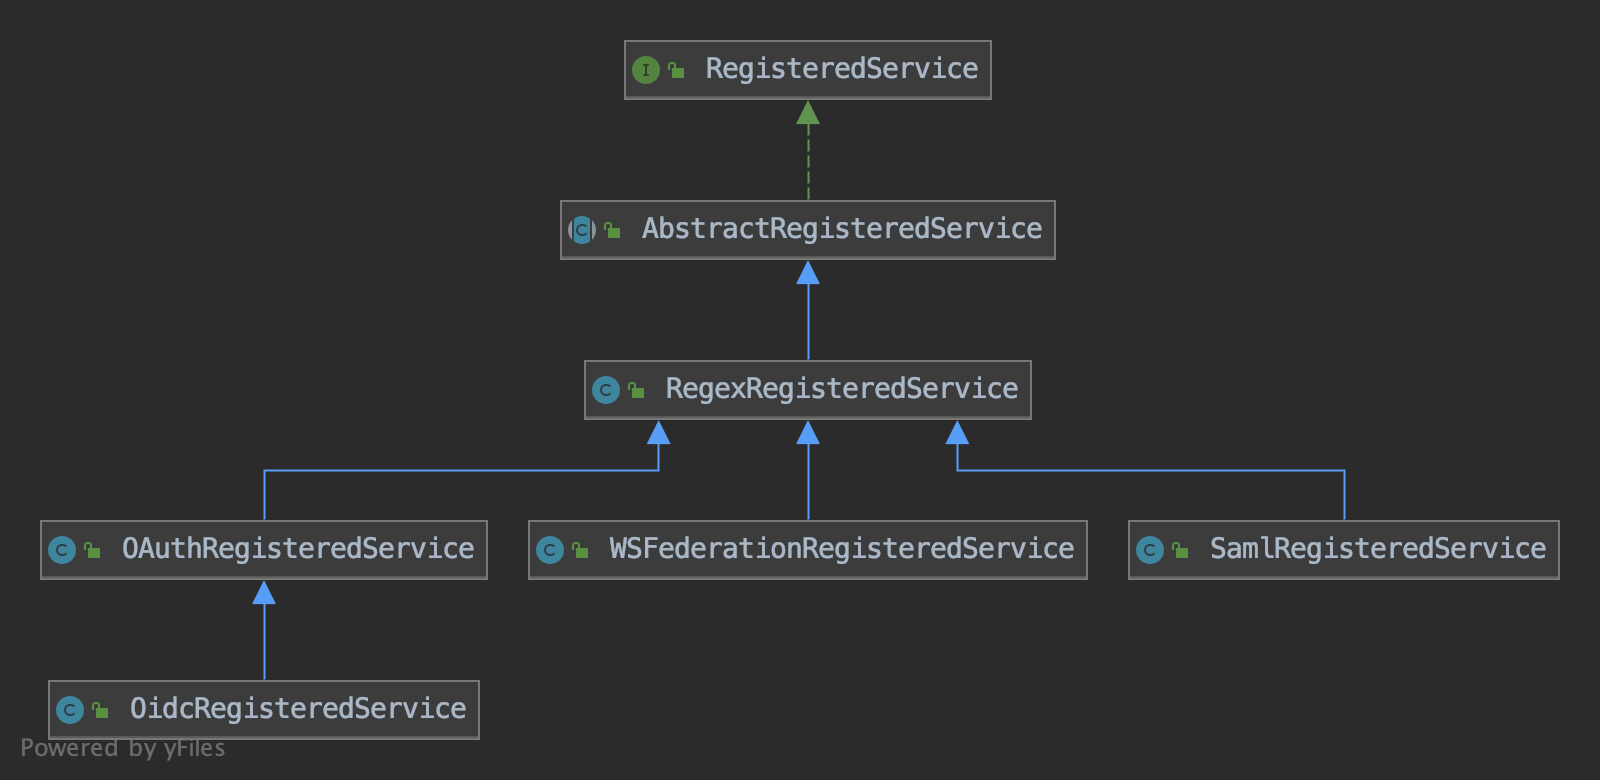 I RegisteredService
C AbstractRegisteredService
C RegexRegisteredService
C OAuthRegisteredService
C WSFederationRegisteredService
C SamlRegisteredService
C OidcRegisteredService
Powered by yFiles